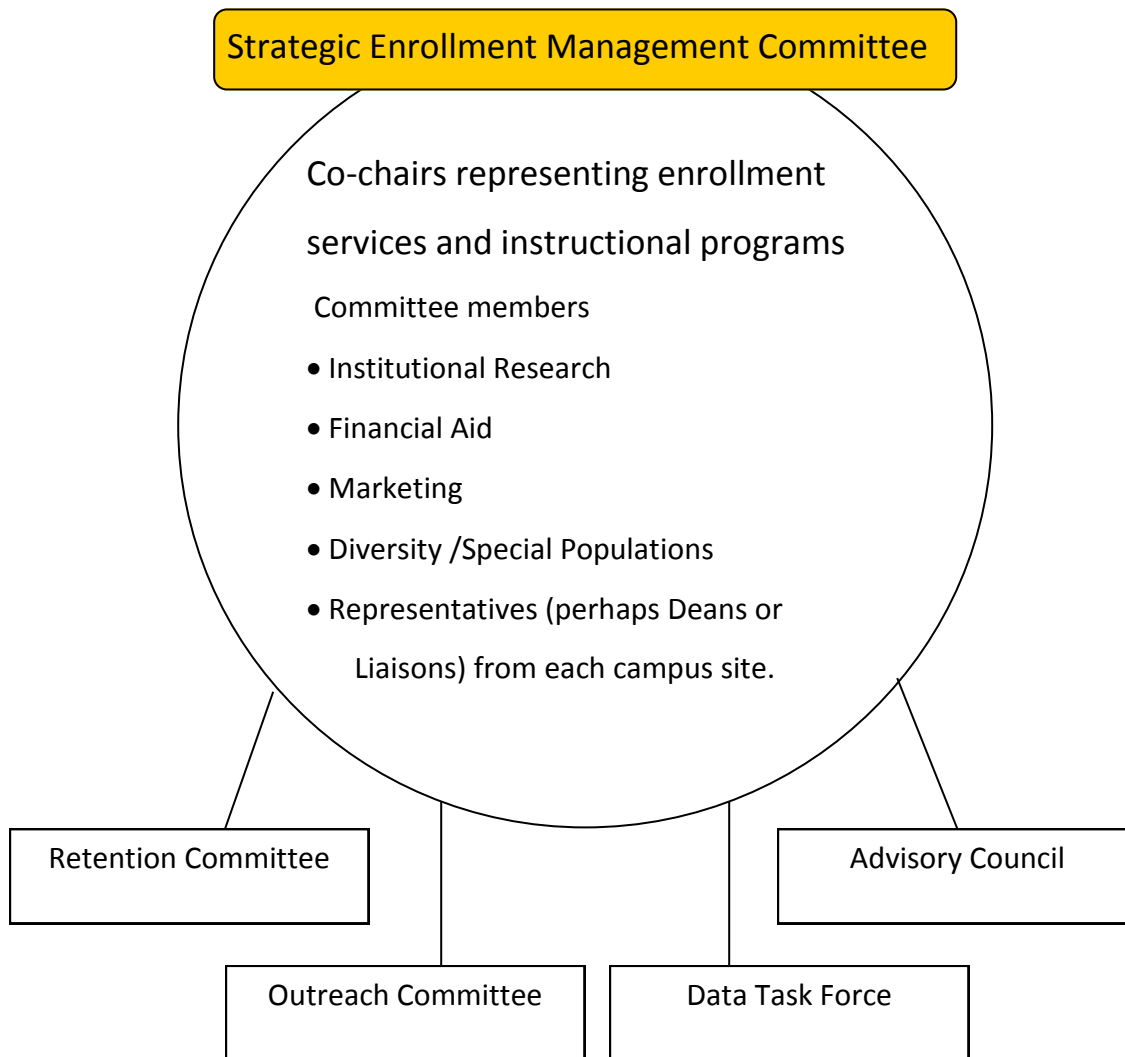 Strategic Enrollment Management Committee
Co-chairs representing enrollment
services and instructional programs
Committee members
• Institutional Research
• Financial Aid
• Marketing
• Diversity /Special Populations
• Representatives (perhaps Deans or
Liaisons) from each campus site.
Retention Committee
Advisory Council
Outreach Committee
Data Task Force